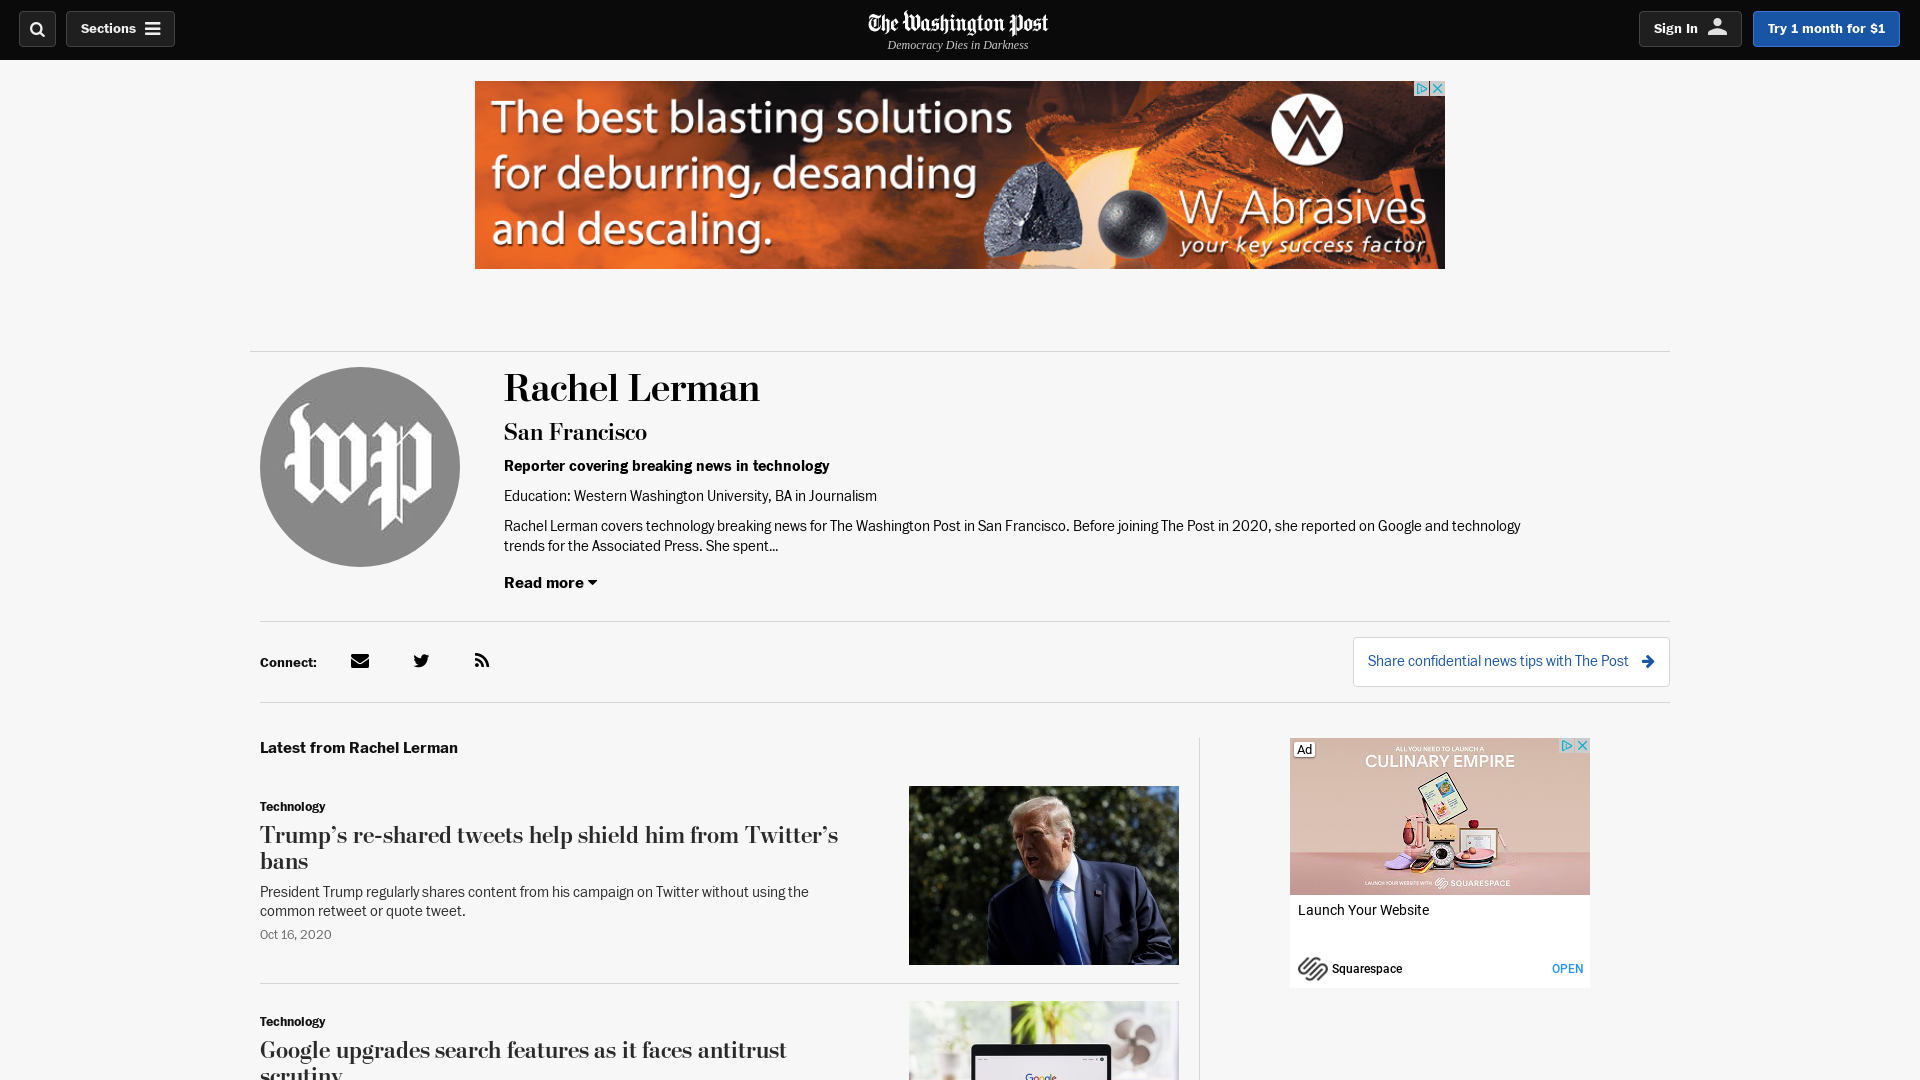 Sections
The Washington Post
Democracy Dies in Darkness
Sign In
Try 1 month for $1
The best blasting solutions
for deburring, desanding
and descaling.
W Abrasives
your key success factor
wp
Rachel Lerman
San Francisco
Reporter covering breaking news in technology
Education: Western Washington University, BA in Journalism
Rachel Lerman covers technology breaking news for The Washington Post in San Francisco. Before joining The Post in 2020, she reported on Google and technology
trends for the Associated Press. She spent...
Read more
Connect:
Share confidential news tips with The Post
Latest from Rachel Lerman
Technology
Trump’s re-shared tweets help shield him from Twitter’s
bans
President Trump regularly shares content from his campaign on Twitter without using the
common retweet or quote tweet.
Oct 16, 2020
Technology
Google upgrades search features as it faces antitrust
scrutiny
Google
Ad
ALL YOU NEED TO LAUNCH A
CULINARY EMPIRE
LAUNCH YOUR WEBSITE WITH SQUARESPACE
Launch Your Website
Squarespace
OPEN